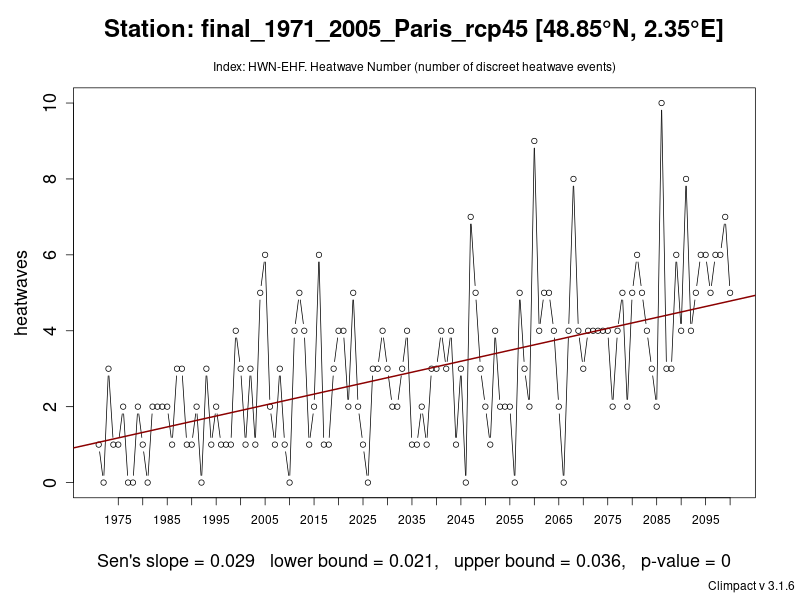 Station: final_1971_2005_Paris_rcp45 [48.85°N, 2.35°E]
Index: HWN-EHF. Heatwave Number (number of discreet heatwave events)
heatwaves
10
8
6
4
2
0
1975 1985 1995 2005 2015 2025 2035 2045 2055 2065 2075 2085 2095
Sen's slope = 0.029 lower bound = 0.021, upper bound = 0.036, p-value = 0
Climpact v 3.1.6